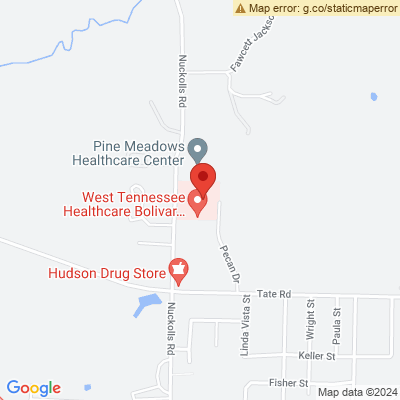 Map error: g.co/staticmaperror
Fawcett Jackso
Nuckolls Rd
Pine Meadows
Healthcare Center
West Tennessee
Healthcare Bolivar...
Pecan Dr
Hudson Drug Store
Tate Rd
Nuckolls Rd
Linda Vista St
Wright St
Paula St
Keller St
Fisher St
Google
Map data ©2024